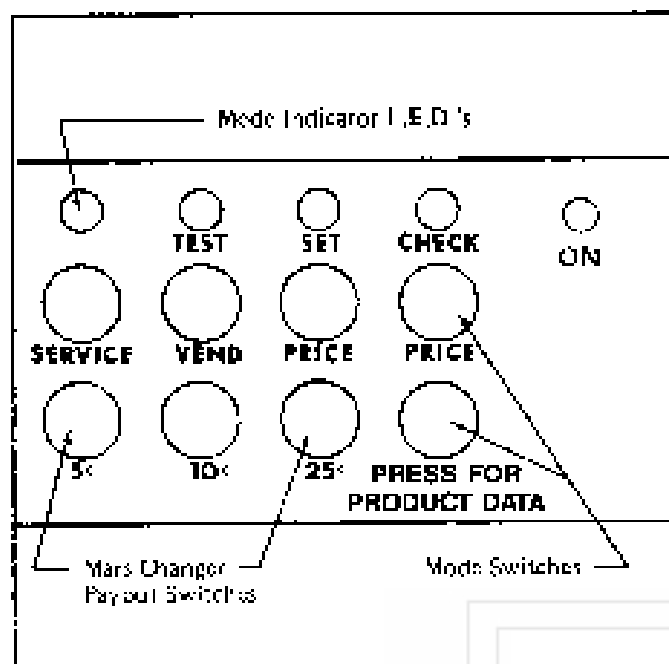 Mode Indicator L.E.D.'s
TEST SET CHECK ON
SERVICE VEND PRICE PRICE
5¢ 10¢ 25¢ PRESS FOR
PRODUCT DATA
Mars Changer Mode Switches
Payout Switches